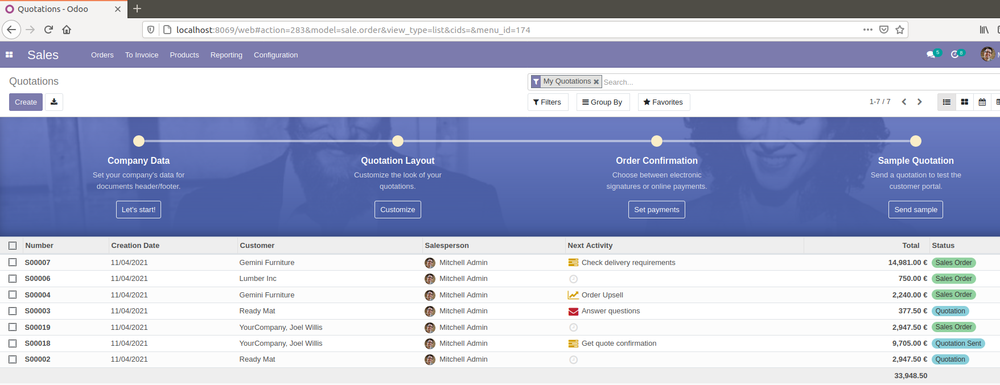 Quotations - Odoo
localhost:8069/web#action=283&model=sale.order&view_type=list&cids=&menu_id=174
Sales Orders To Invoice Products Reporting Configuration 5 8
Quotations
My Quotations Search...
Create Filters Group By Favorites 1-7 / 7
Company Data Quotation Layout Order Confirmation Sample Quotation
Set your company's data for Customize the look of your Choose between electronic Send a quotation to test the
documents header/footer. quotations. signatures or online payments. customer portal.
Let's start! Customize Set payments Send sample
Number Creation Date Customer Salesperson Next Activity Total Status
S00007 11/04/2021 Gemini Furniture Mitchell Admin Check delivery requirements 14,981.00 € Sales Order
S00006 11/04/2021 Lumber Inc Mitchell Admin 750.00 € Sales Order
S00004 11/04/2021 Gemini Furniture Mitchell Admin Order Upsell 2,240.00 € Sales Order
S00003 11/04/2021 Ready Mat Mitchell Admin Answer questions 377.50 € Quotation
S00019 11/04/2021 YourCompany, Joel Willis Mitchell Admin 2,947.50 € Sales Order
S00018 11/04/2021 YourCompany, Joel Willis Mitchell Admin Get quote confirmation 9,705.00 € Quotation Sent
S00002 11/04/2021 Ready Mat Mitchell Admin 2,947.50 € Quotation
33,948.50